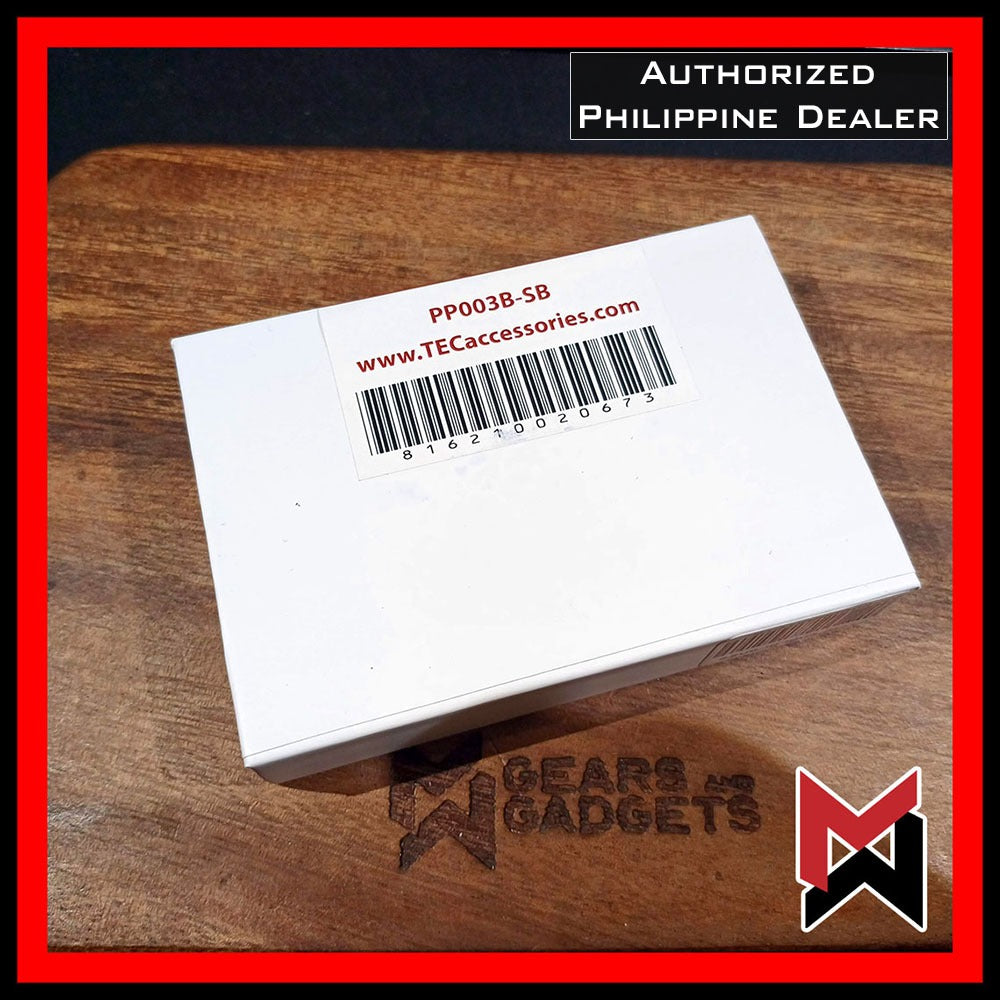 AUTHORIZED
PHILIPPINE DEALER
PP003B-SB
www.TECaccessories.com
816210020673
GEARS AND
GADGETS